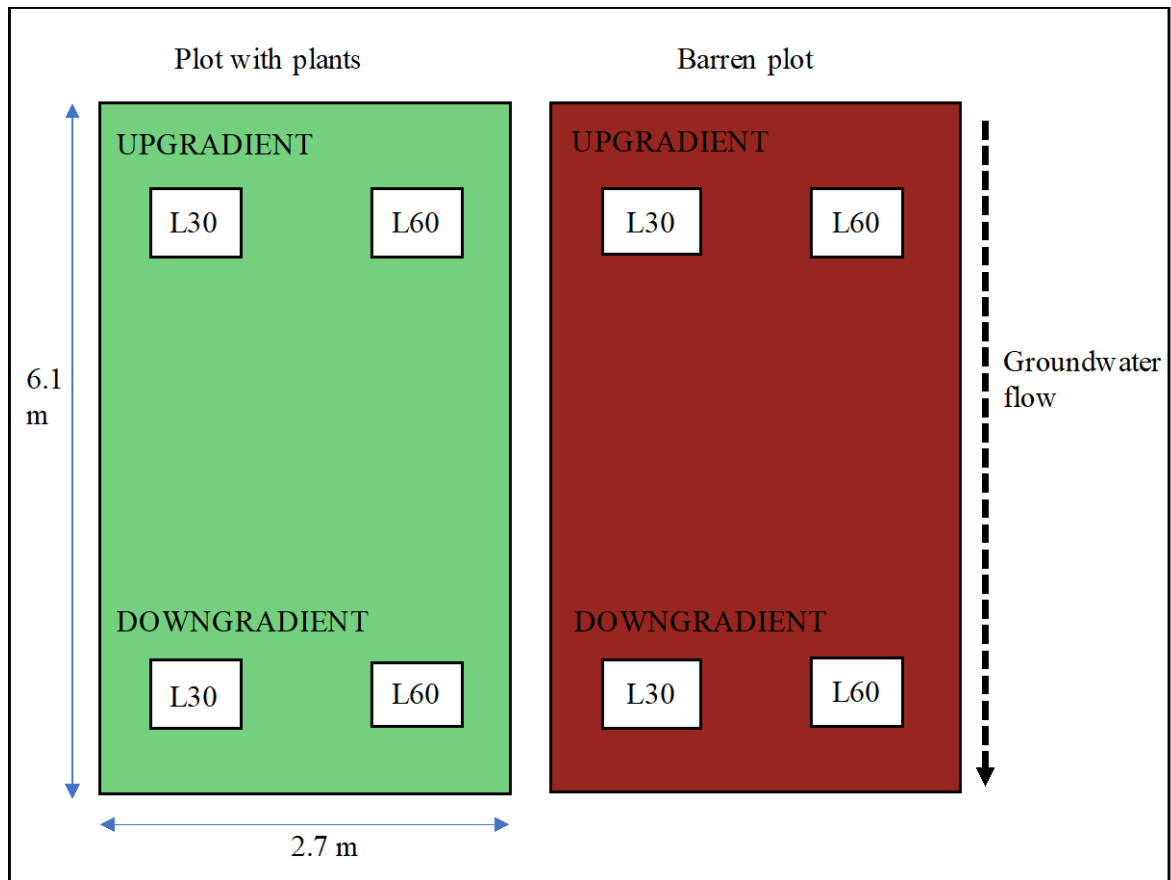 Plot with plants
Barren plot
UPGRADIENT
UPGRADIENT
L30
L60
L30
L60
6.1
m
Groundwater
flow
DOWNGRADIENT
DOWNGRADIENT
L30
L60
L30
L60
2.7 m